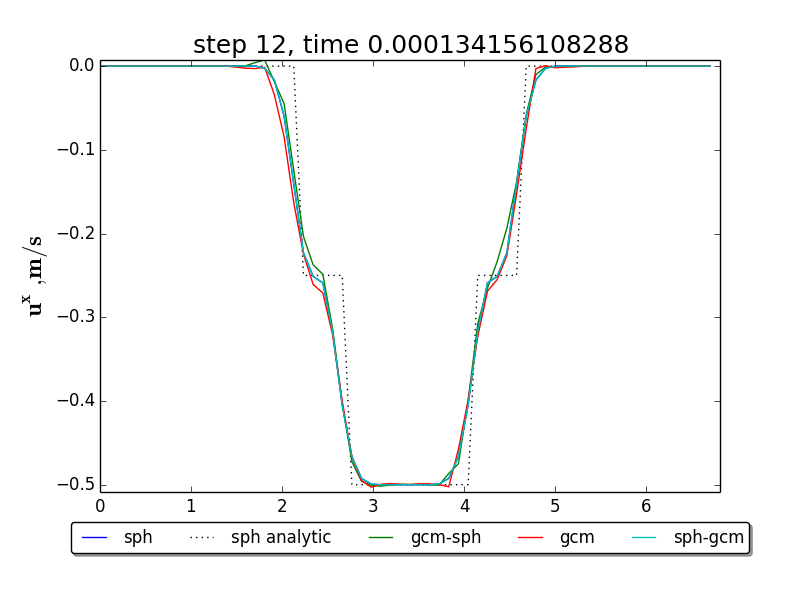 step 12, time 0.000134156108288
0.0
−0.1
−0.2
−0.3
−0.4
−0.5
u^x ,m/s
0 1 2 3 4 5 6
sph sph analytic gcm-sph gcm sph-gcm